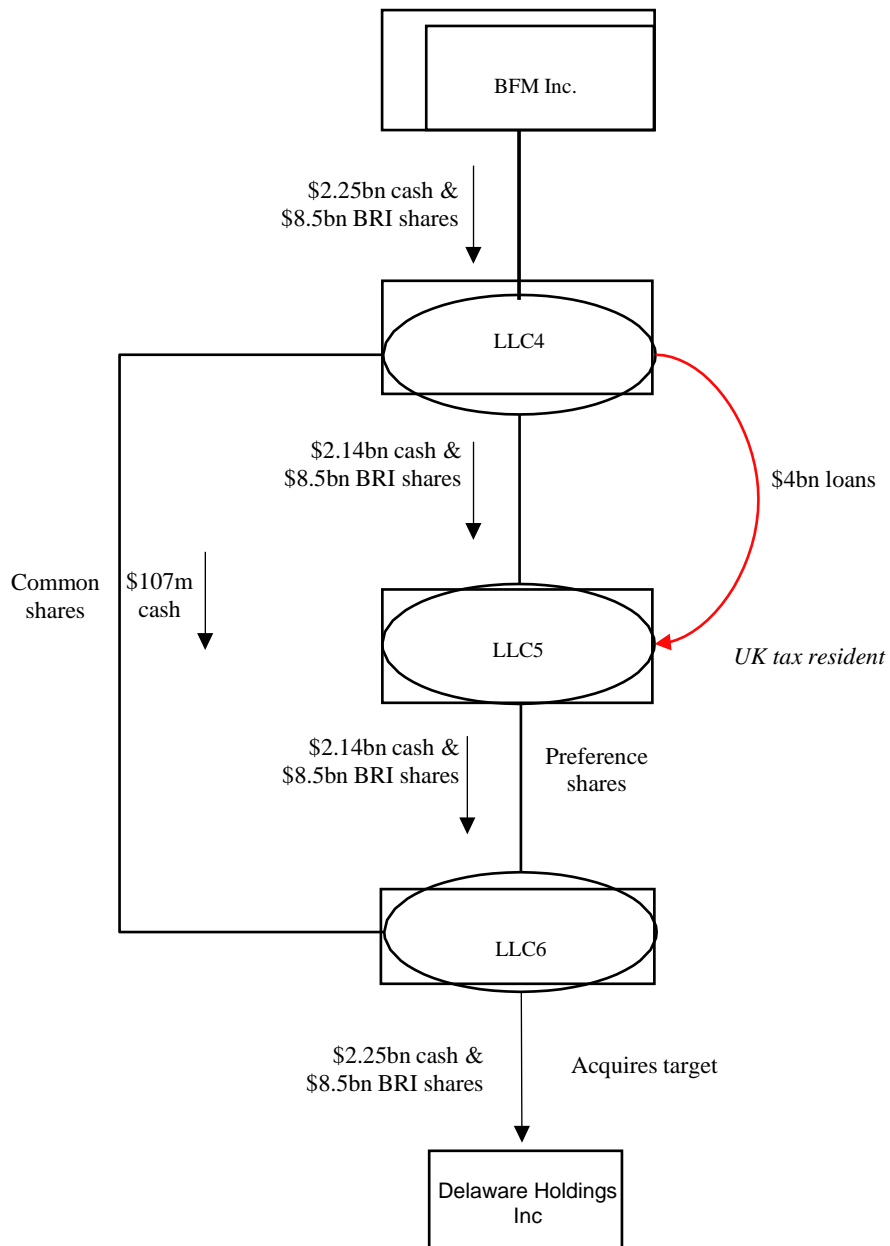 BFM Inc.
$2.25bn cash &
$8.5bn BRI shares
LLC4
$2.14bn cash &
$8.5bn BRI shares
$4bn loans
Common
shares
$107m
cash
LLC5
UK tax resident
$2.14bn cash &
$8.5bn BRI shares
Preference
shares
LLC6
$2.25bn cash &
$8.5bn BRI shares
Acquires target
Delaware Holdings
Inc